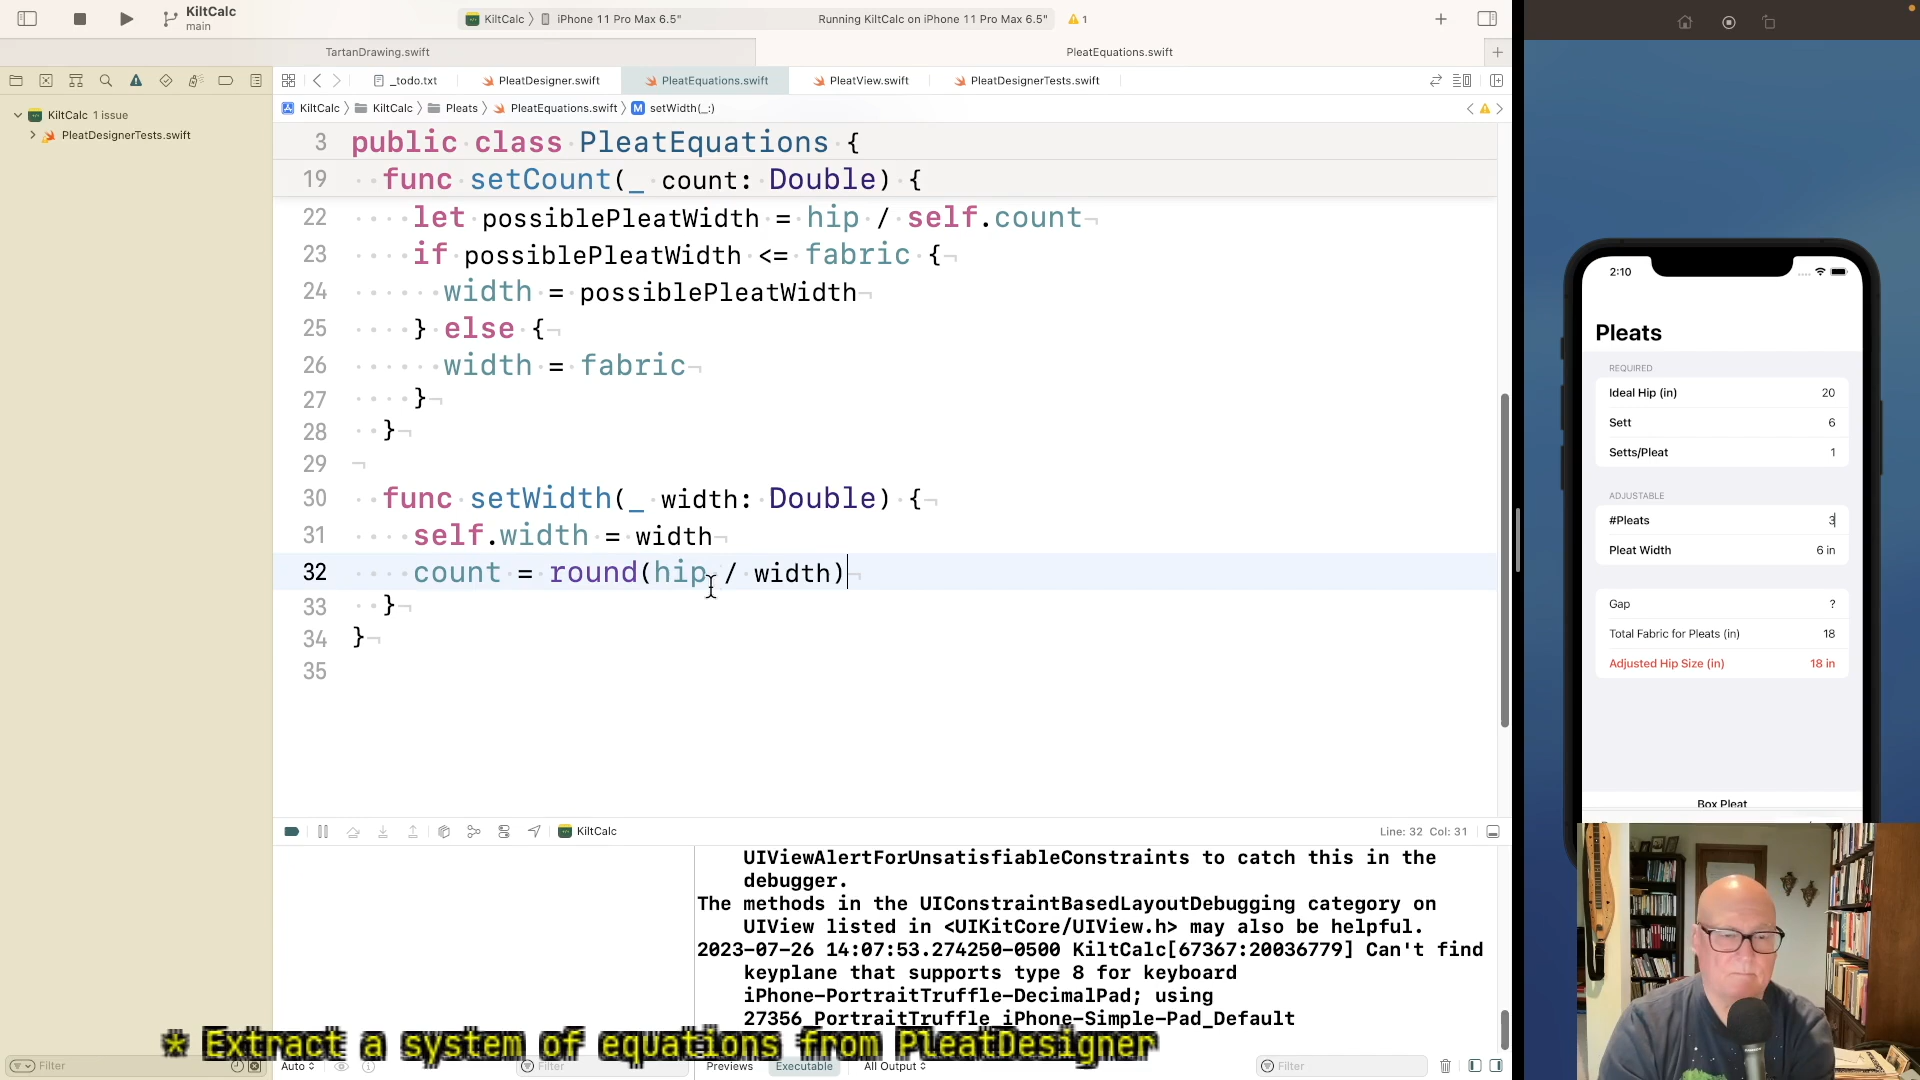 KiltCalc
main
KiltCalc
iPhone 11 Pro Max 6.5"
Running KiltCalc on iPhone 11 Pro Max 6.5"
1
TartanDrawing.swift
PleatEquations.swift
_todo.txt
PleatDesigner.swift
PleatEquations.swift
PleatView.swift
PleatDesignerTests.swift
KiltCalc 1 issue
PleatDesignerTests.swift
KiltCalc
KiltCalc
Pleats
PleatEquations.swift
M setWidth(_:)
3 public class PleatEquations {
19 func setCount(_ count: Double) {
22 let possiblePleatWidth = hip / self.count
23 if possiblePleatWidth <= fabric {
24 width = possiblePleatWidth
25 } else {
26 width = fabric
27 }
28 }
29
30 func setWidth(_ width: Double) {
31 self.width = width
32 count = round(hip / width)
33 }
34 }
35
KiltCalc
Line: 32 Col: 31
UIViewAlertForUnsatisfiableConstraints to catch this in the
debugger.
The methods in the UIConstraintBasedLayoutDebugging category on
UIView listed in <UIKitCore/UIView.h> may also be helpful.
2023-07-26 14:07:53.274250-0500 KiltCalc[67367:20036779] Can't find
keyplane that supports type 8 for keyboard
iPhone-PortraitTruffle-DecimalPad; using
27356_PortraitTruffle_iPhone-Simple-Pad_Default
* Extract a system of equations from PleatDesigner
Filter
Auto
Filter
Previews
Executable
All Output
Filter
2:10
Pleats
REQUIRED
Ideal Hip (in) 20
Sett 6
Setts/Pleat 1
ADJUSTABLE
#Pleats 3
Pleat Width 6 in
Gap ?
Total Fabric for Pleats (in) 18
Adjusted Hip Size (in) 18 in
Box Pleat